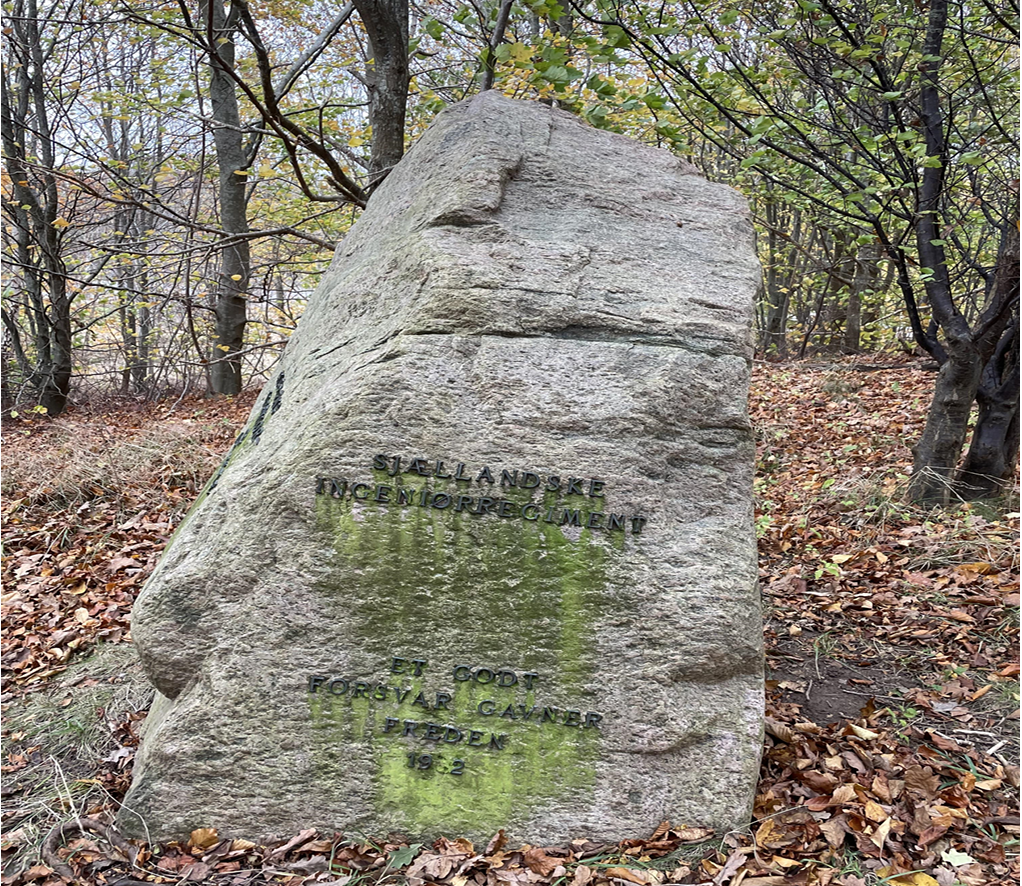 SJÆLLANDSKE
INGENIØRREGIMENT
ET GODT
FORSVAR GAVNER
FREDEN